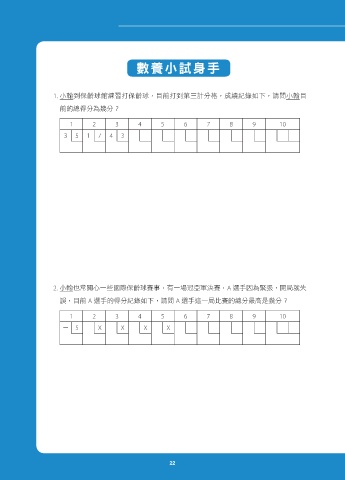 數養小試身手
1. 小翰到保齡球館練習打保齡球，目前打到第三計分格，成績紀錄如下，請問小翰目
前的總得分為幾分？
1 2 3 4 5 6 7 8 9 10
3 5 1 / 4 3
2. 小翰也常關心一些國際保齡球賽事，有一場冠亞軍決賽，A 選手因為緊張，開局就失
誤，目前 A 選手的得分紀錄如下，請問 A 選手這一局比賽的總分最高是幾分？
1 2 3 4 5 6 7 8 9 10
– 5 X X X X
22